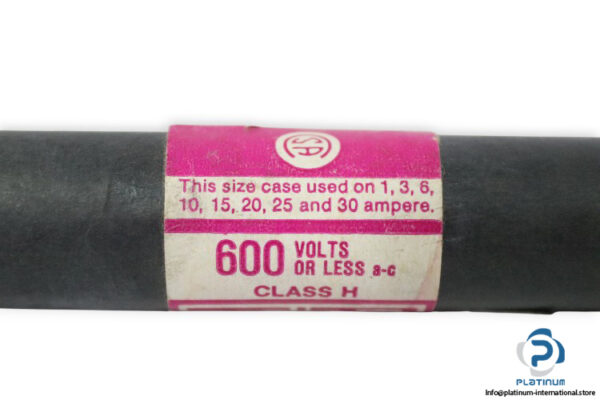 CSA
This size case used on 1, 3, 6,
10, 15, 20, 25 and 30 ampere.
600 VOLTS
OR LESS a-c
CLASS H
PLATINUM
Info@platinum-international.store